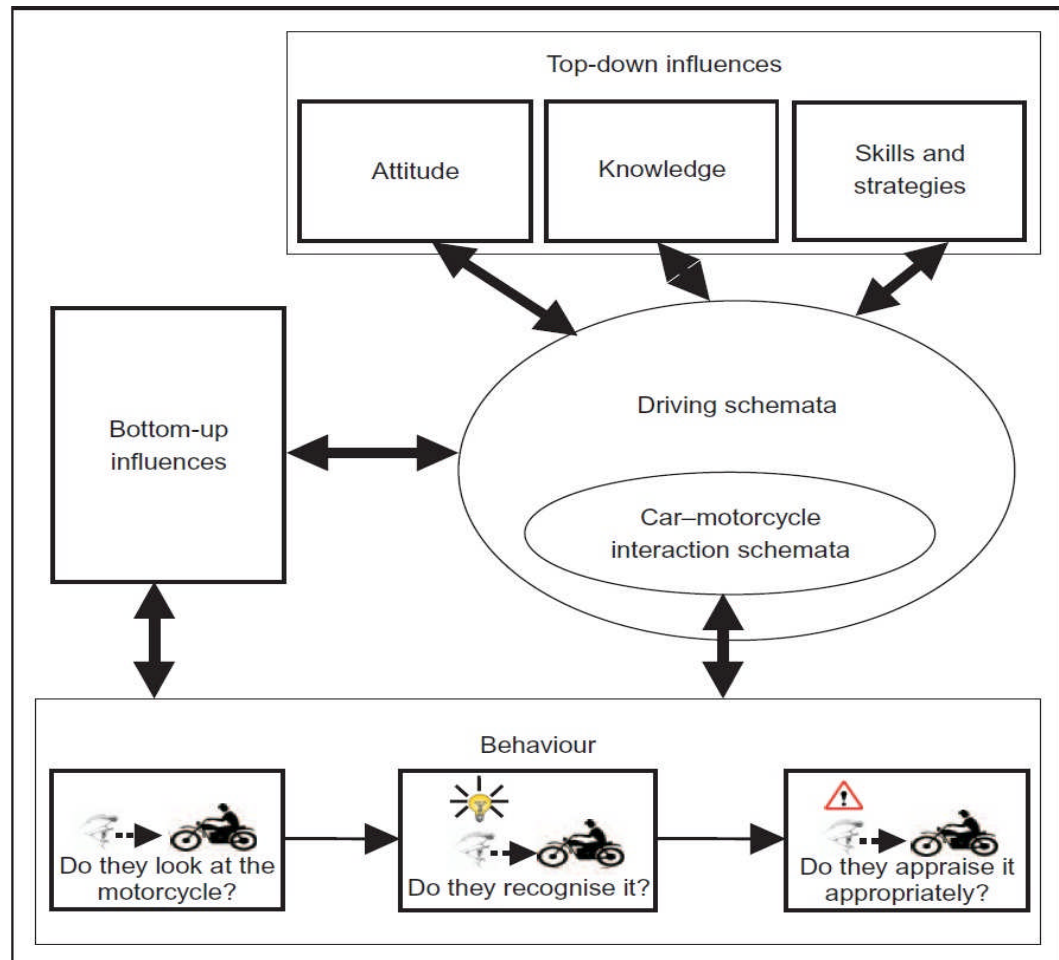 Top-down influences
Attitude
Knowledge
Skills and
strategies
Bottom-up
influences
Driving schemata
Car–motorcycle
interaction schemata
Behaviour
Do they look at the
motorcycle?
Do they recognise it?
Do they appraise it
appropriately?